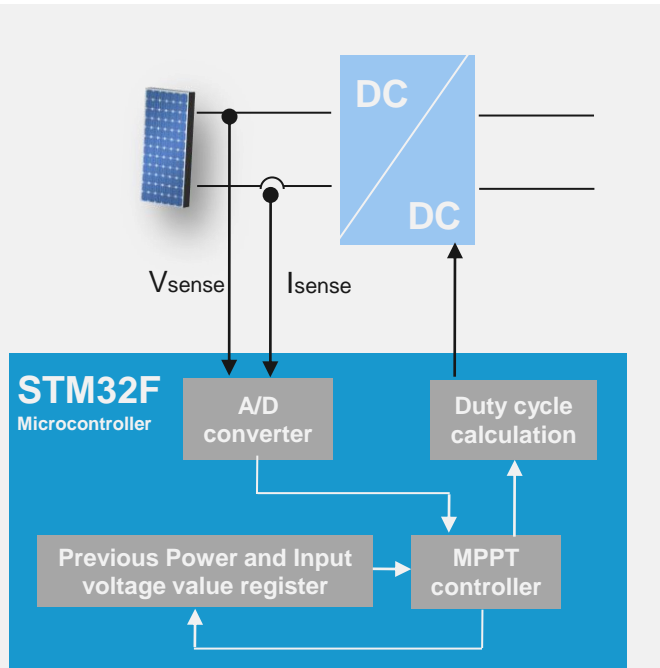 DC
DC
Vsense
Isense
STM32F
Microcontroller
A/D
converter
Duty cycle
calculation
Previous Power and Input
voltage value register
MPPT
controller